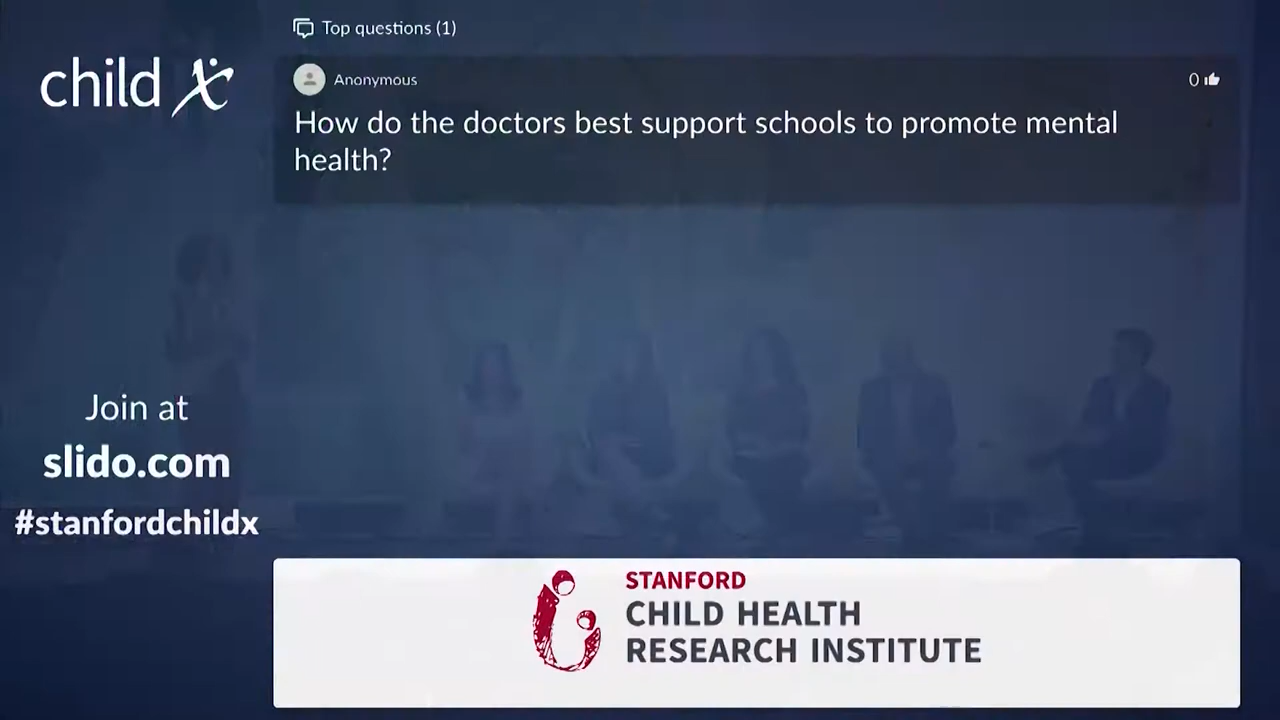 child x
Top questions (1)
Anonymous
0
How do the doctors best support schools to promote mental
health?
Join at
slido.com
#stanfordchildx
STANFORD
CHILD HEALTH
RESEARCH INSTITUTE